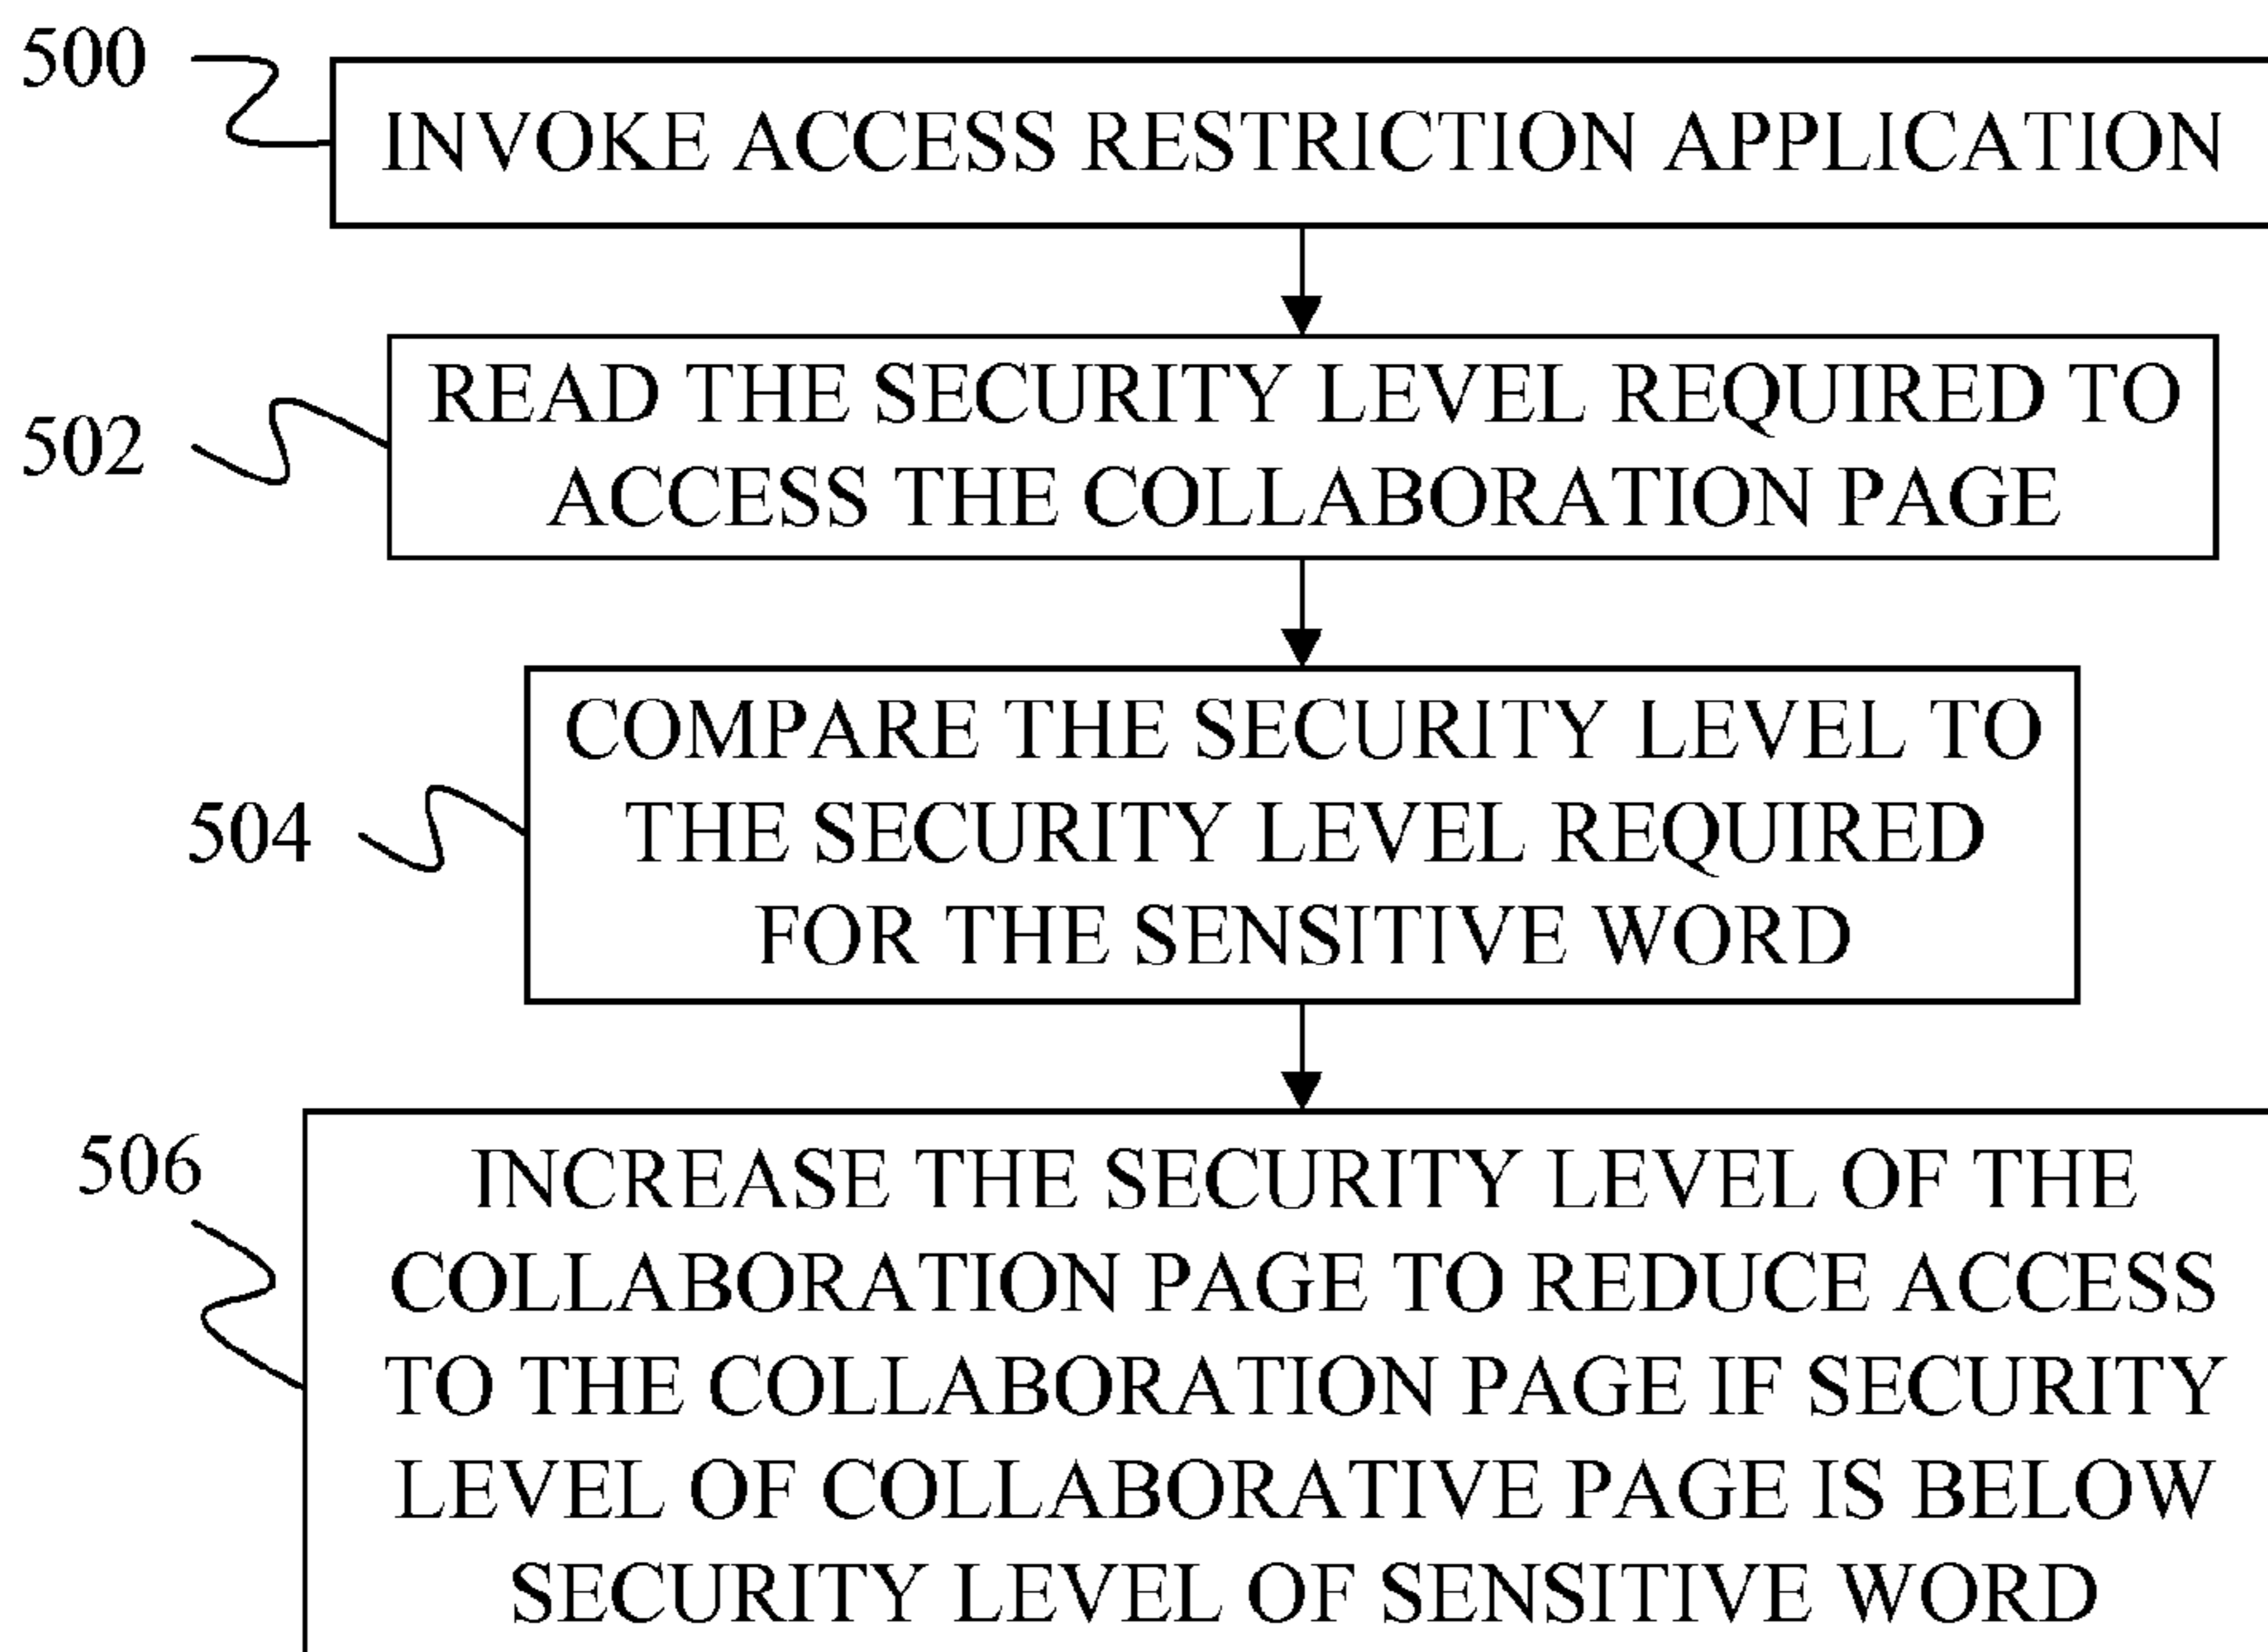 500
INVOKE ACCESS RESTRICTION APPLICATION
502
READ THE SECURITY LEVEL REQUIRED TO
ACCESS THE COLLABORATION PAGE
504
COMPARE THE SECURITY LEVEL TO
THE SECURITY LEVEL REQUIRED
FOR THE SENSITIVE WORD
506
INCREASE THE SECURITY LEVEL OF THE
COLLABORATION PAGE TO REDUCE ACCESS
TO THE COLLABORATION PAGE IF SECURITY
LEVEL OF COLLABORATIVE PAGE IS BELOW
SECURITY LEVEL OF SENSITIVE WORD